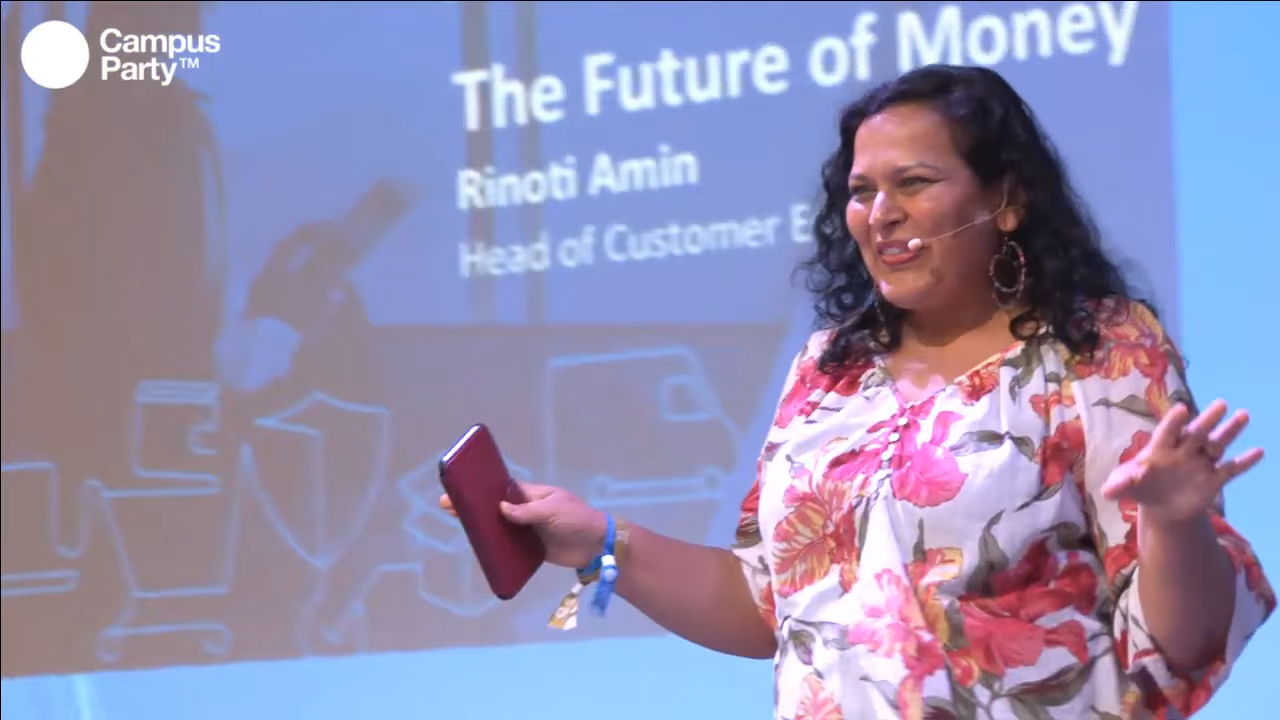 Campus
Party™
The Future of Money
Rinoti Amin
Head of Customer E